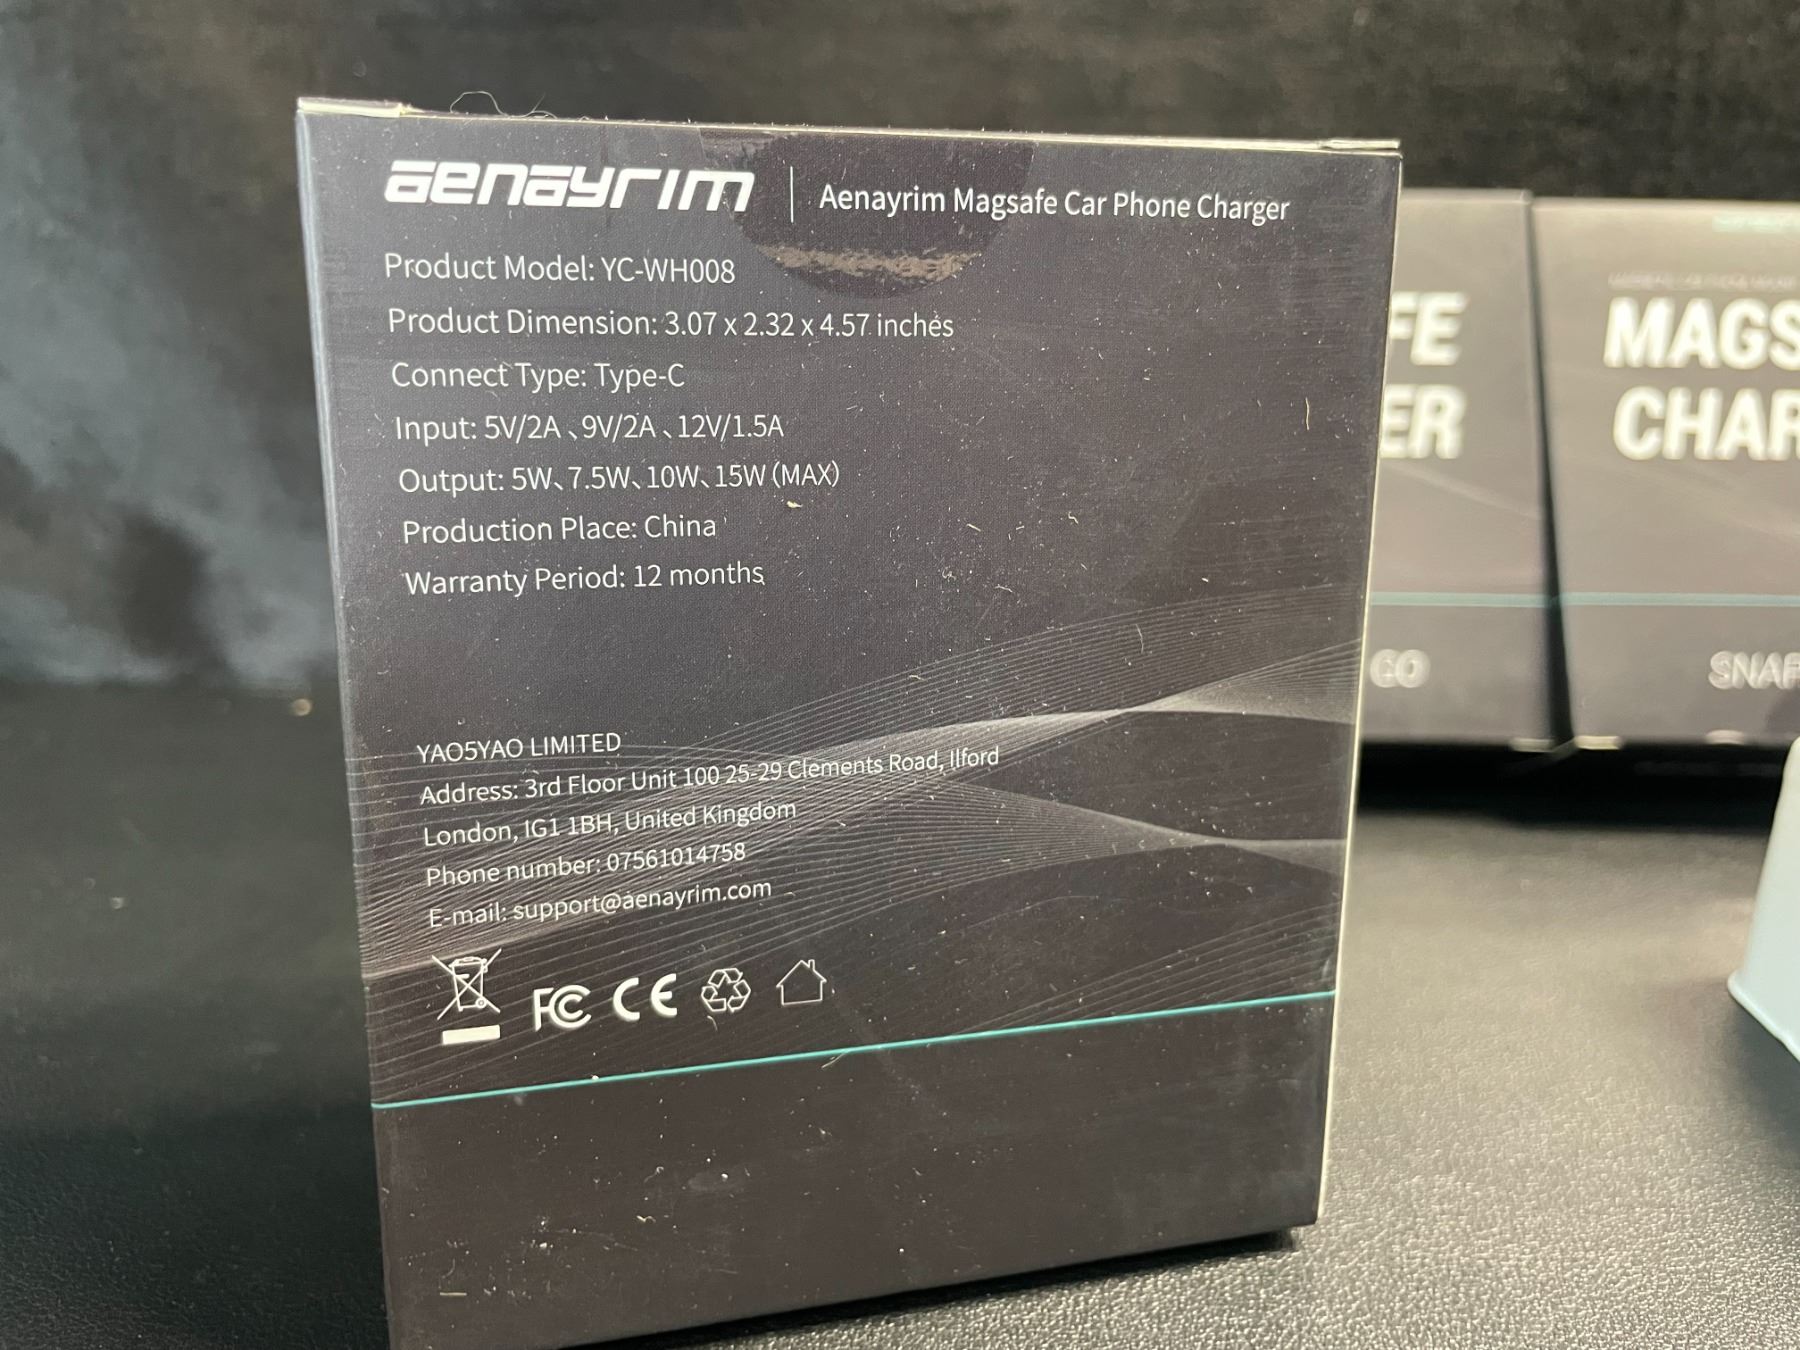 aenayrim | Aenayrim Magsafe Car Phone Charger
Product Model: YC-WH008
Product Dimension: 3.07 x 2.32 x 4.57 inches
Connect Type: Type-C
Input: 5V/2A、9V/2A、12V/1.5A
Output: 5W、7.5W、10W、15W(MAX)
Production Place: China
Warranty Period: 12 months
YAO5YAO LIMITED
Address: 3rd Floor Unit 100 25-29 Clements Road, Ilford
London, IG1 1BH, United Kingdom
Phone number: 07561014758
E-mail: support@aenayrim.com
FC CE
FE
ER
GO
MAGS
CHAR
SNAP